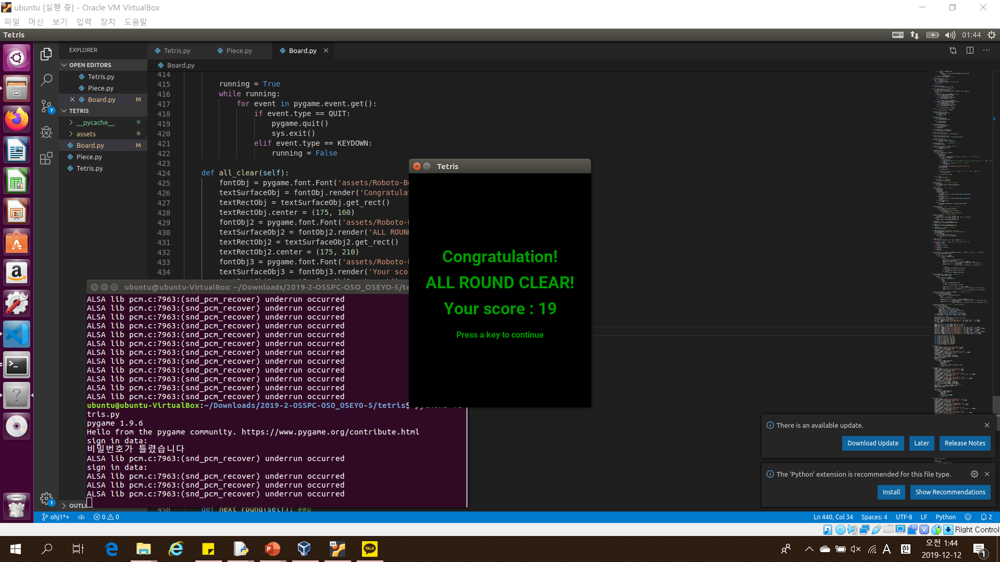 ubuntu [실행 중] - Oracle VM VirtualBox
파일 머신 보기 입력 장치 도움말
Tetris
01:44
EXPLORER
OPEN EDITORS
Tetris.py
Piece.py
Board.py M
TETRIS
__pycache__
assets
Board.py M
Piece.py
Tetris.py
OUTLI
7
1
Tetris.py Piece.py Board.py
Board.py
414
415 running = True
416 while running:
417 for event in pygame.event.get():
418 if event.type == QUIT:
419 pygame.quit()
420 sys.exit()
421 elif event.type == KEYDOWN:
422 running = False
423
424 def all_clear(self):
425 fontObj = pygame.font.Font('assets/Roboto-B
426 textSurfaceObj = fontObj.render('Congratula
427 textRectObj = textSurfaceObj.get_rect()
428 textRectObj.center = (175, 160)
429 fontObj2 = pygame.font.Font('assets/Roboto-
430 textSurfaceObj2 = fontObj2.render('ALL ROUN
431 textRectObj2 = textSurfaceObj2.get_rect()
432 textRectObj2.center = (175, 210)
433 fontObj3 = pygame.font.Font('assets/Roboto-
434 textSurfaceObj3 = fontObj3.render('Your sco
458 def next_round(self): ##o
Tetris
Congratulation!
ALL ROUND CLEAR!
Your score : 19
Press a key to continue
ubuntu@ubuntu-VirtualBox: ~/Downloads/2019-2-OSSPC-OSO_OSEYO-5/te
ALSA lib pcm.c:7963:(snd_pcm_recover) underrun occurred
ALSA lib pcm.c:7963:(snd_pcm_recover) underrun occurred
ALSA lib pcm.c:7963:(snd_pcm_recover) underrun occurred
ALSA lib pcm.c:7963:(snd_pcm_recover) underrun occurred
ALSA lib pcm.c:7963:(snd_pcm_recover) underrun occurred
ALSA lib pcm.c:7963:(snd_pcm_recover) underrun occurred
ALSA lib pcm.c:7963:(snd_pcm_recover) underrun occurred
ALSA lib pcm.c:7963:(snd_pcm_recover) underrun occurred
ALSA lib pcm.c:7963:(snd_pcm_recover) underrun occurred
ALSA lib pcm.c:7963:(snd_pcm_recover) underrun occurred
ALSA lib pcm.c:7963:(snd_pcm_recover) underrun occurred
ALSA lib pcm.c:7963:(snd_pcm_recover) underrun occurred
ubuntu@ubuntu-VirtualBox:~/Downloads/2019-2-OSSPC-OSO_OSEYO-5/tetris$
tris.py
pygame 1.9.6
Hello from the pygame community. https://www.pygame.org/contribute.html
sign in data:
비밀번호가 틀렸습니다
ALSA lib pcm.c:7963:(snd_pcm_recover) underrun occurred
sign in data:
ALSA lib pcm.c:7963:(snd_pcm_recover) underrun occurred
ALSA lib pcm.c:7963:(snd_pcm_recover) underrun occurred
ALSA lib pcm.c:7963:(snd_pcm_recover) underrun occurred
There is an available update.
Download Update Later Release Notes
The 'Python' extension is recommended for this file type.
Install Show Recommendations
ohj1*+ 0 0 Ln 440, Col 34 Spaces: 4 UTF-8 LF Python 2
Right Control
64
TALK
A 한
오전 1:44
2019-12-12
1